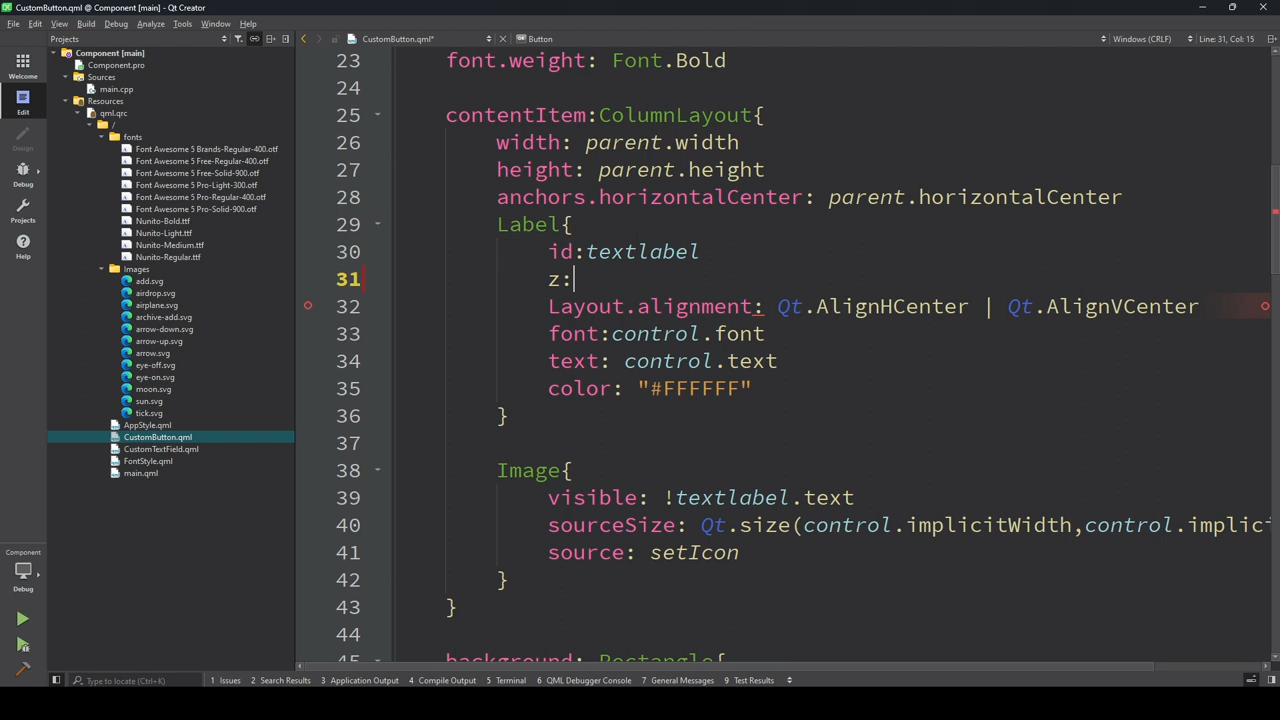 CustomButton.qml @ Component [main] - Qt Creator
File Edit View Build Debug Analyze Tools Window Help
Projects
CustomButton.qml*
Button
Windows (CRLF)
Line: 31, Col: 15
Welcome
Edit
Design
Debug
Projects
Help
Component
Debug
Component [main]
Component.pro
Sources
main.cpp
Resources
qml.qrc
/
fonts
Font Awesome 5 Brands-Regular-400.otf
Font Awesome 5 Free-Regular-400.otf
Font Awesome 5 Free-Solid-900.otf
Font Awesome 5 Pro-Light-300.otf
Font Awesome 5 Pro-Regular-400.otf
Font Awesome 5 Pro-Solid-900.otf
Nunito-Bold.ttf
Nunito-Light.ttf
Nunito-Medium.ttf
Nunito-Regular.ttf
Images
add.svg
airdrop.svg
airplane.svg
archive-add.svg
arrow-down.svg
arrow-up.svg
arrow.svg
eye-off.svg
eye-on.svg
moon.svg
sun.svg
tick.svg
AppStyle.qml
CustomButton.qml
CustomTextField.qml
FontStyle.qml
main.qml
23 font.weight: Font.Bold
24
25 contentItem:ColumnLayout{
26 width: parent.width
27 height: parent.height
28 anchors.horizontalCenter: parent.horizontalCenter
29 Label{
30 id:textlabel
31 z:
32 Layout.alignment: Qt.AlignHCenter | Qt.AlignVCenter
33 font:control.font
34 text: control.text
35 color: "#FFFFFF"
36 }
37
38 Image{
39 visible: !textlabel.text
40 sourceSize: Qt.size(control.implicitWidth,control.implici
41 source: setIcon
42 }
43 }
44
45 background: Rectangle{
Type to locate (Ctrl+K)
1 Issues
2 Search Results
3 Application Output
4 Compile Output
5 Terminal
6 QML Debugger Console
7 General Messages
9 Test Results